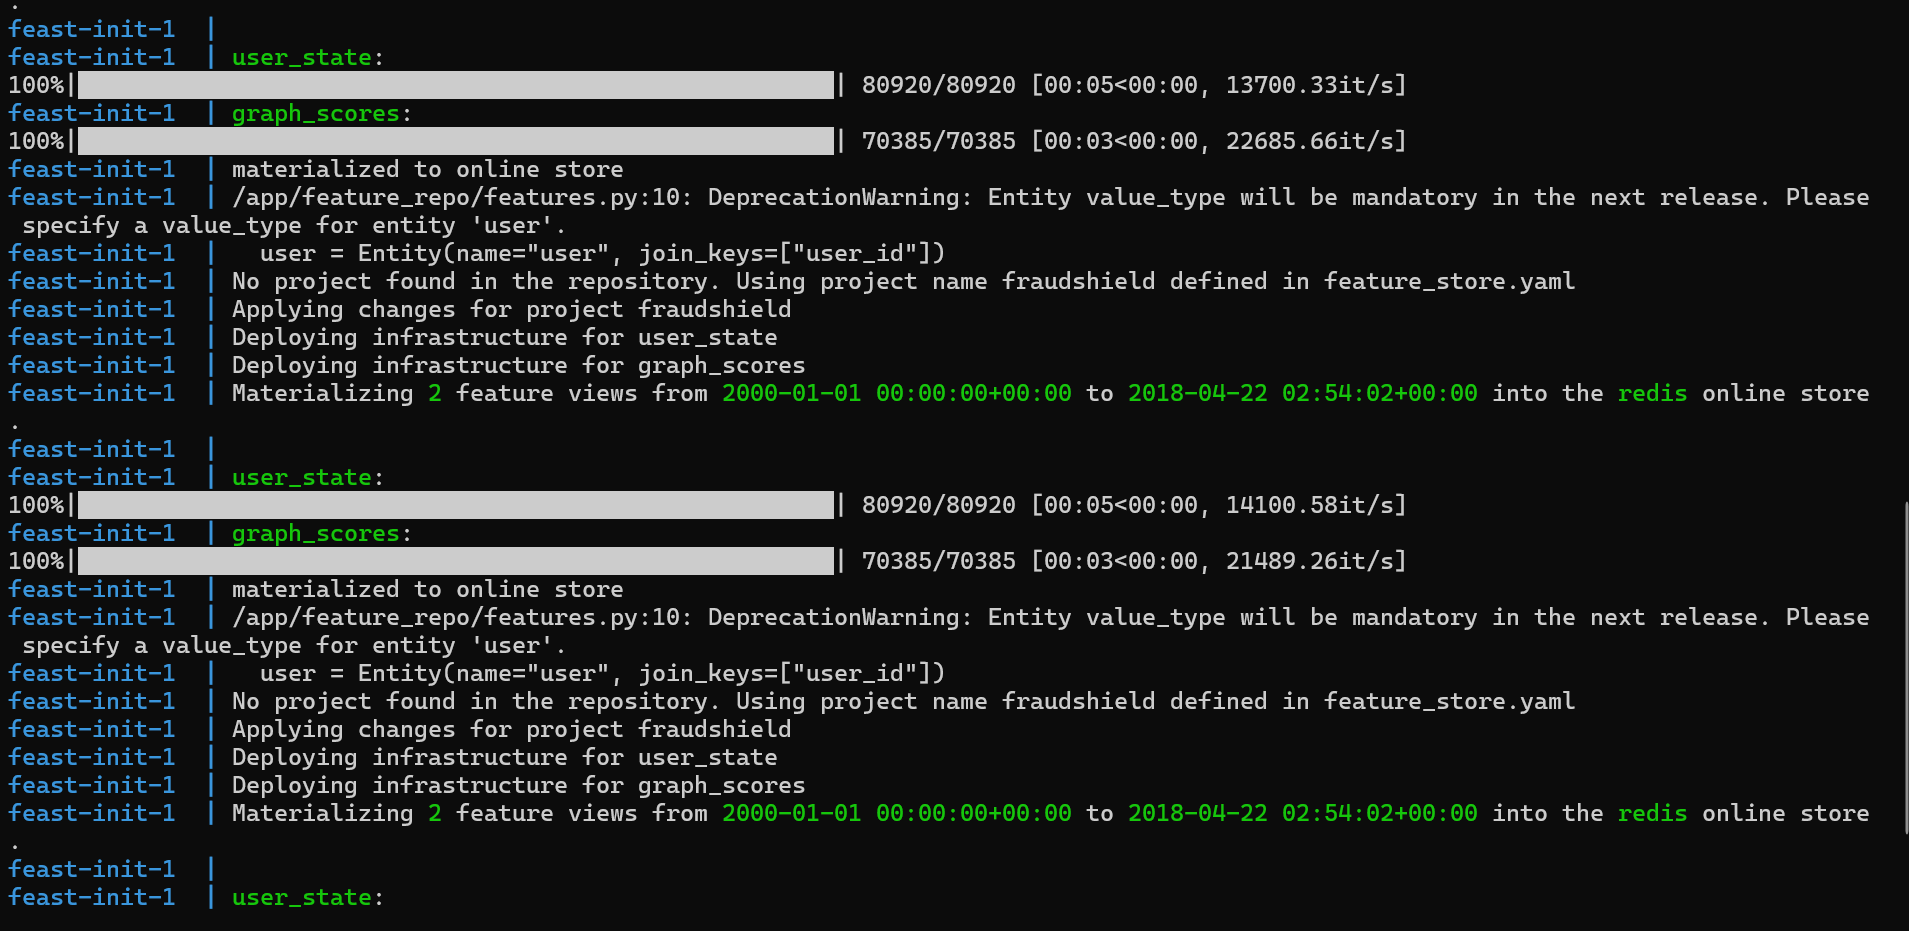 .
feast-init-1  |
feast-init-1  | user_state:
100%|██████████████████████████████████████████████████████| 80920/80920 [00:05<00:00, 13700.33it/s]
feast-init-1  | graph_scores:
100%|██████████████████████████████████████████████████████| 70385/70385 [00:03<00:00, 22685.66it/s]
feast-init-1  | materialized to online store
feast-init-1  | /app/feature_repo/features.py:10: DeprecationWarning: Entity value_type will be mandatory in the next release. Please
 specify a value_type for entity 'user'.
feast-init-1  |   user = Entity(name="user", join_keys=["user_id"])
feast-init-1  | No project found in the repository. Using project name fraudshield defined in feature_store.yaml
feast-init-1  | Applying changes for project fraudshield
feast-init-1  | Deploying infrastructure for user_state
feast-init-1  | Deploying infrastructure for graph_scores
feast-init-1  | Materializing 2 feature views from 2000-01-01 00:00:00+00:00 to 2018-04-22 02:54:02+00:00 into the redis online store
.
feast-init-1  |
feast-init-1  | user_state:
100%|██████████████████████████████████████████████████████| 80920/80920 [00:05<00:00, 14100.58it/s]
feast-init-1  | graph_scores:
100%|██████████████████████████████████████████████████████| 70385/70385 [00:03<00:00, 21489.26it/s]
feast-init-1  | materialized to online store
feast-init-1  | /app/feature_repo/features.py:10: DeprecationWarning: Entity value_type will be mandatory in the next release. Please
 specify a value_type for entity 'user'.
feast-init-1  |   user = Entity(name="user", join_keys=["user_id"])
feast-init-1  | No project found in the repository. Using project name fraudshield defined in feature_store.yaml
feast-init-1  | Applying changes for project fraudshield
feast-init-1  | Deploying infrastructure for user_state
feast-init-1  | Deploying infrastructure for graph_scores
feast-init-1  | Materializing 2 feature views from 2000-01-01 00:00:00+00:00 to 2018-04-22 02:54:02+00:00 into the redis online store
.
feast-init-1  |
feast-init-1  | user_state: